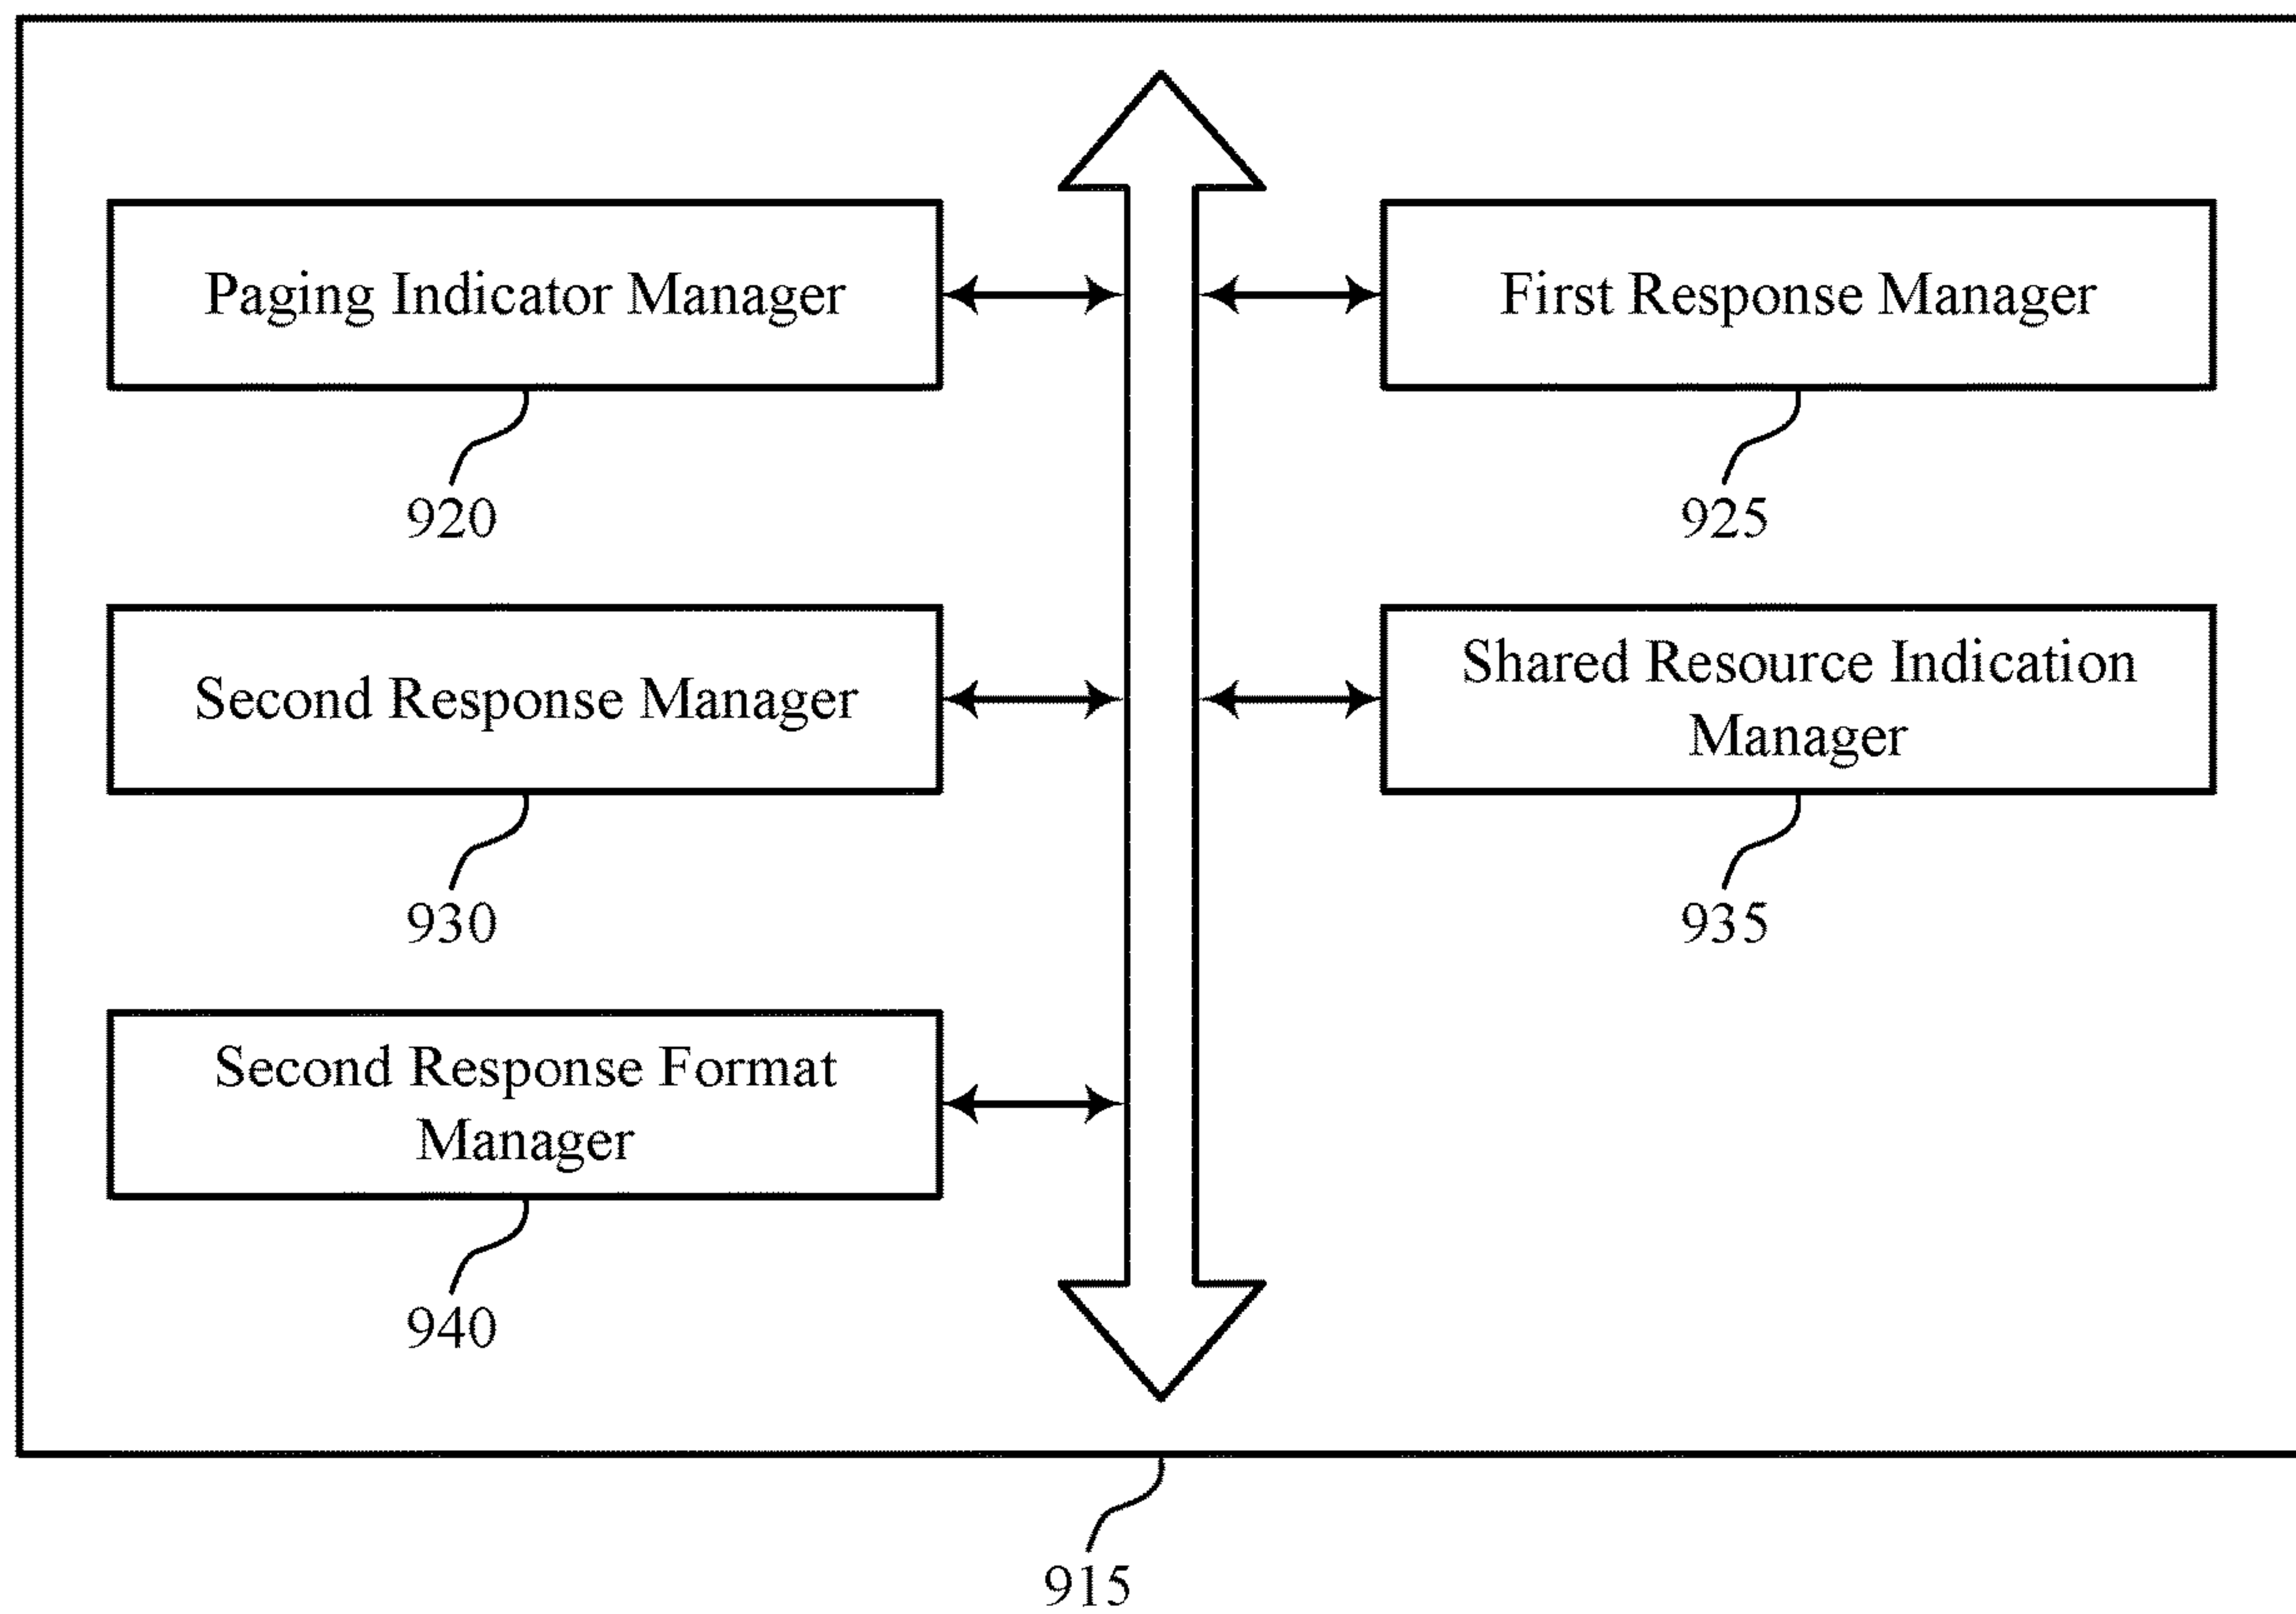 Paging Indicator Manager
920
First Response Manager
925
Second Response Manager
930
Shared Resource Indication
Manager
935
Second Response Format
Manager
940
915